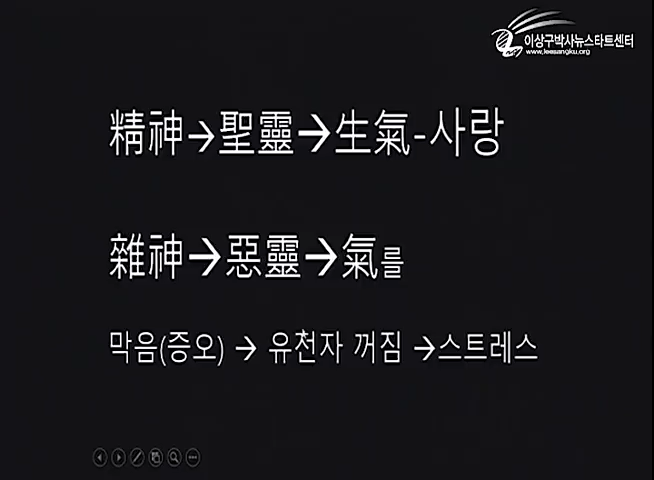 이상구박사뉴스타트센터
www.leesangku.org
精神→聖靈→生氣-사랑
雜神→惡靈→氣를
막음(증오) → 유천자 꺼짐 →스트레스